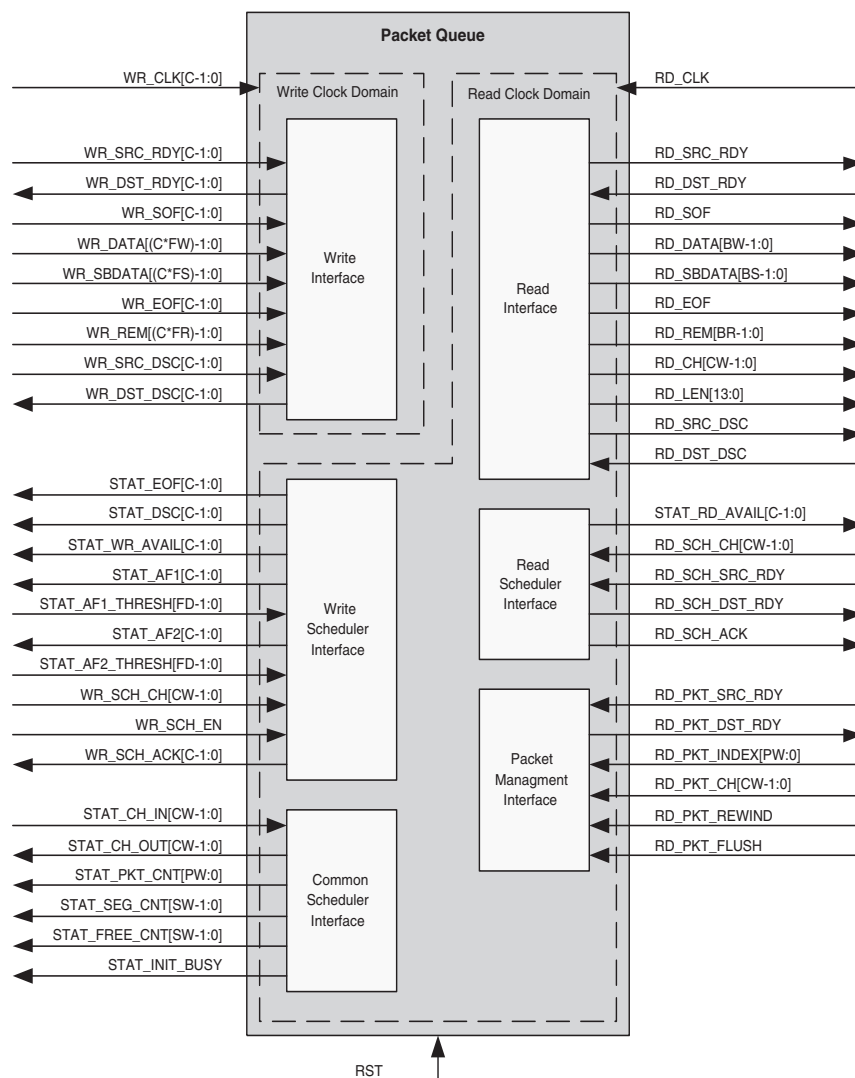 Packet Queue
WR_CLK[C-1:0]
Write Clock Domain
Read Clock Domain
RD_CLK
WR_SRC_RDY[C-1:0]
WR_DST_RDY[C-1:0]
WR_SOF[C-1:0]
WR_DATA[(C*FW)-1:0]
WR_SBDATA[(C*FS)-1:0]
WR_EOF[C-1:0]
WR_REM[(C*FR)-1:0]
WR_SRC_DSC[C-1:0]
WR_DST_DSC[C-1:0]
Write
Interface
Read
Interface
RD_SRC_RDY
RD_DST_RDY
RD_SOF
RD_DATA[BW-1:0]
RD_SBDATA[BS-1:0]
RD_EOF
RD_REM[BR-1:0]
RD_CH[CW-1:0]
RD_LEN[13:0]
RD_SRC_DSC
RD_DST_DSC
STAT_EOF[C-1:0]
STAT_DSC[C-1:0]
STAT_WR_AVAIL[C-1:0]
STAT_AF1[C-1:0]
STAT_AF1_THRESH[FD-1:0]
STAT_AF2[C-1:0]
STAT_AF2_THRESH[FD-1:0]
WR_SCH_CH[CW-1:0]
WR_SCH_EN
WR_SCH_ACK[C-1:0]
Write
Scheduler
Interface
Read
Scheduler
Interface
STAT_RD_AVAIL[C-1:0]
RD_SCH_CH[CW-1:0]
RD_SCH_SRC_RDY
RD_SCH_DST_RDY
RD_SCH_ACK
Packet
Managment
Interface
RD_PKT_SRC_RDY
RD_PKT_DST_RDY
RD_PKT_INDEX[PW:0]
RD_PKT_CH[CW-1:0]
RD_PKT_REWIND
RD_PKT_FLUSH
STAT_CH_IN[CW-1:0]
STAT_CH_OUT[CW-1:0]
STAT_PKT_CNT[PW:0]
STAT_SEG_CNT[SW-1:0]
STAT_FREE_CNT[SW-1:0]
STAT_INIT_BUSY
Common
Scheduler
Interface
RST